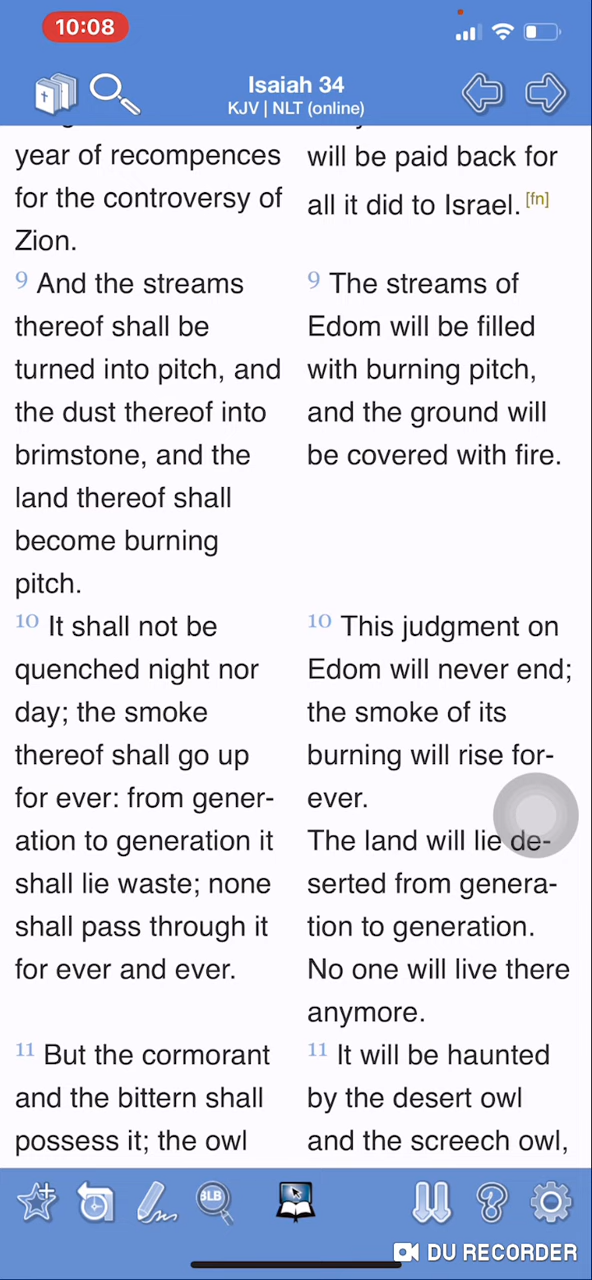 10:08
Isaiah 34
KJV | NLT (online)
year of recompences
for the controversy of
Zion.
9 And the streams
thereof shall be
turned into pitch, and
the dust thereof into
brimstone, and the
land thereof shall
become burning
pitch.
10 It shall not be
quenched night nor
day; the smoke
thereof shall go up
for ever: from gener-
ation to generation it
shall lie waste; none
shall pass through it
for ever and ever.
11 But the cormorant
and the bittern shall
possess it; the owl
will be paid back for
all it did to Israel. [fn]
9 The streams of
Edom will be filled
with burning pitch,
and the ground will
be covered with fire.
10 This judgment on
Edom will never end;
the smoke of its
burning will rise for-
ever.
The land will lie de-
serted from genera-
tion to generation.
No one will live there
anymore.
11 It will be haunted
by the desert owl
and the screech owl,
BLB
DU RECORDER